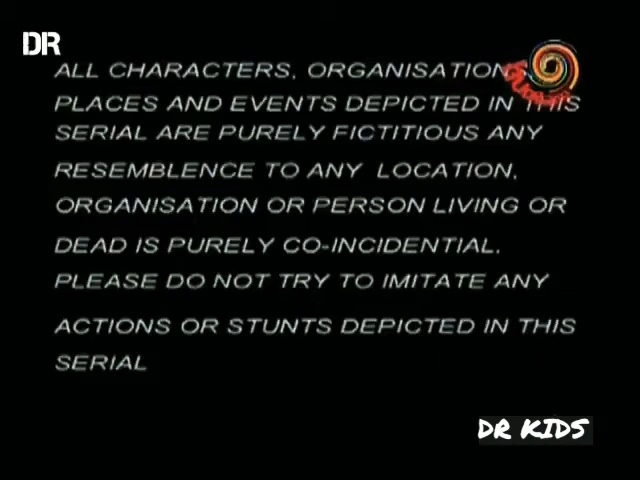 DR
ALL CHARACTERS, ORGANISATIONS
PLACES AND EVENTS DEPICTED IN THIS
SERIAL ARE PURELY FICTITIOUS ANY
RESEMBLENCE TO ANY LOCATION,
ORGANISATION OR PERSON LIVING OR
DEAD IS PURELY CO-INCIDENTIAL.
PLEASE DO NOT TRY TO IMITATE ANY
ACTIONS OR STUNTS DEPICTED IN THIS
SERIAL
DR KIDS